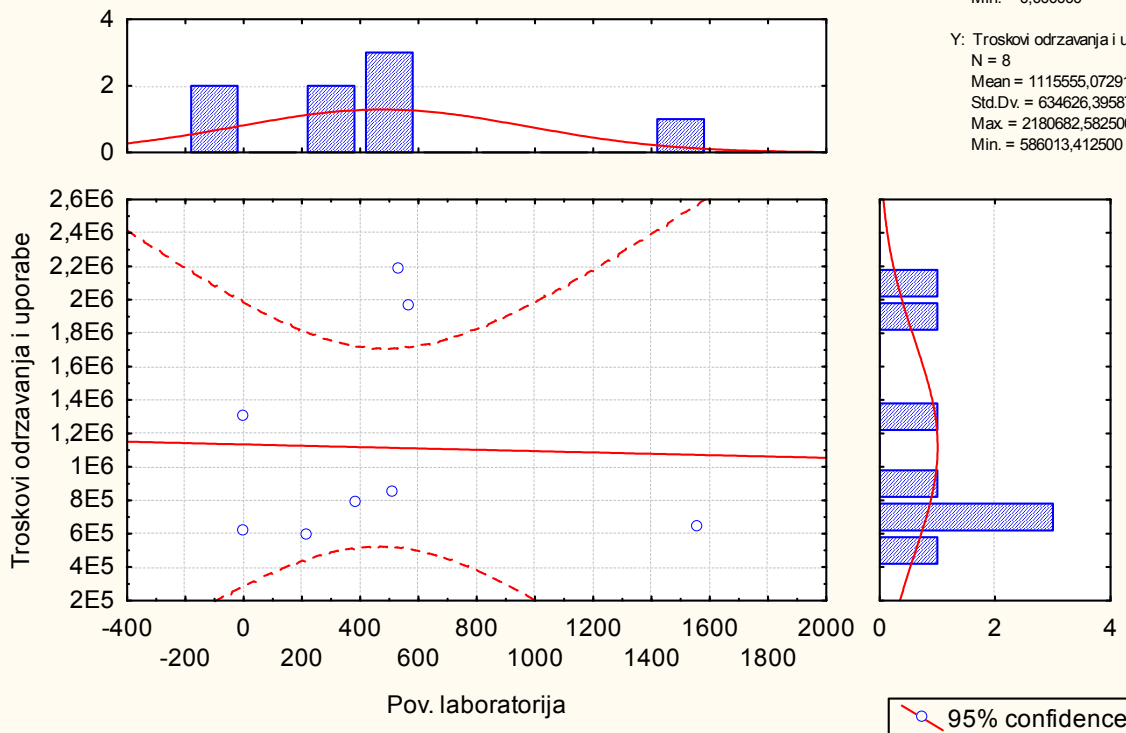 Y: Troskovi odrzavanja i
N = 8
Mean = 1115555,07291
Std.Dv. = 634626,39587
Max. = 2180682,582500
Min. = 586013,412500
4
2
0
2,6E6
2,4E6
2,2E6
2E6
1,8E6
1,6E6
1,4E6
1,2E6
1E6
8E5
6E5
4E5
2E5
Troskovi odrzavanja i uporabe
-400 0 400 800 1200 1600 2000
-200 200 600 1000 1400 1800
Pov. laboratorija
0 2 4
95% confidence